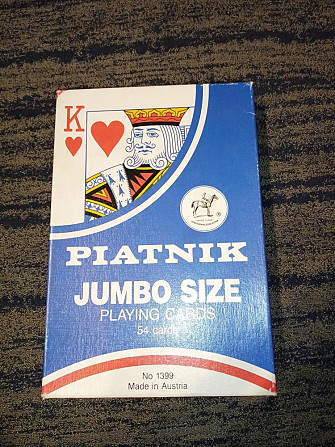 K
PIATNIK
JUMBO SIZE
PLAYING CARDS
54 cards
No 1399
Made in Austria